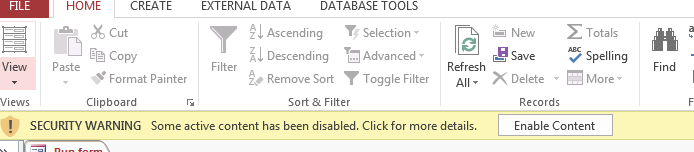 FILE HOME CREATE EXTERNAL DATA DATABASE TOOLS
View
Views
Paste
Cut
Copy
Format Painter
Clipboard
Filter
Ascending
Descending
Remove Sort
Selection
Advanced
Toggle Filter
Sort & Filter
Refresh
All
New
Save
Delete
Totals
ABC
Spelling
More
Records
Find
SECURITY WARNING Some active content has been disabled. Click for more details. Enable Content